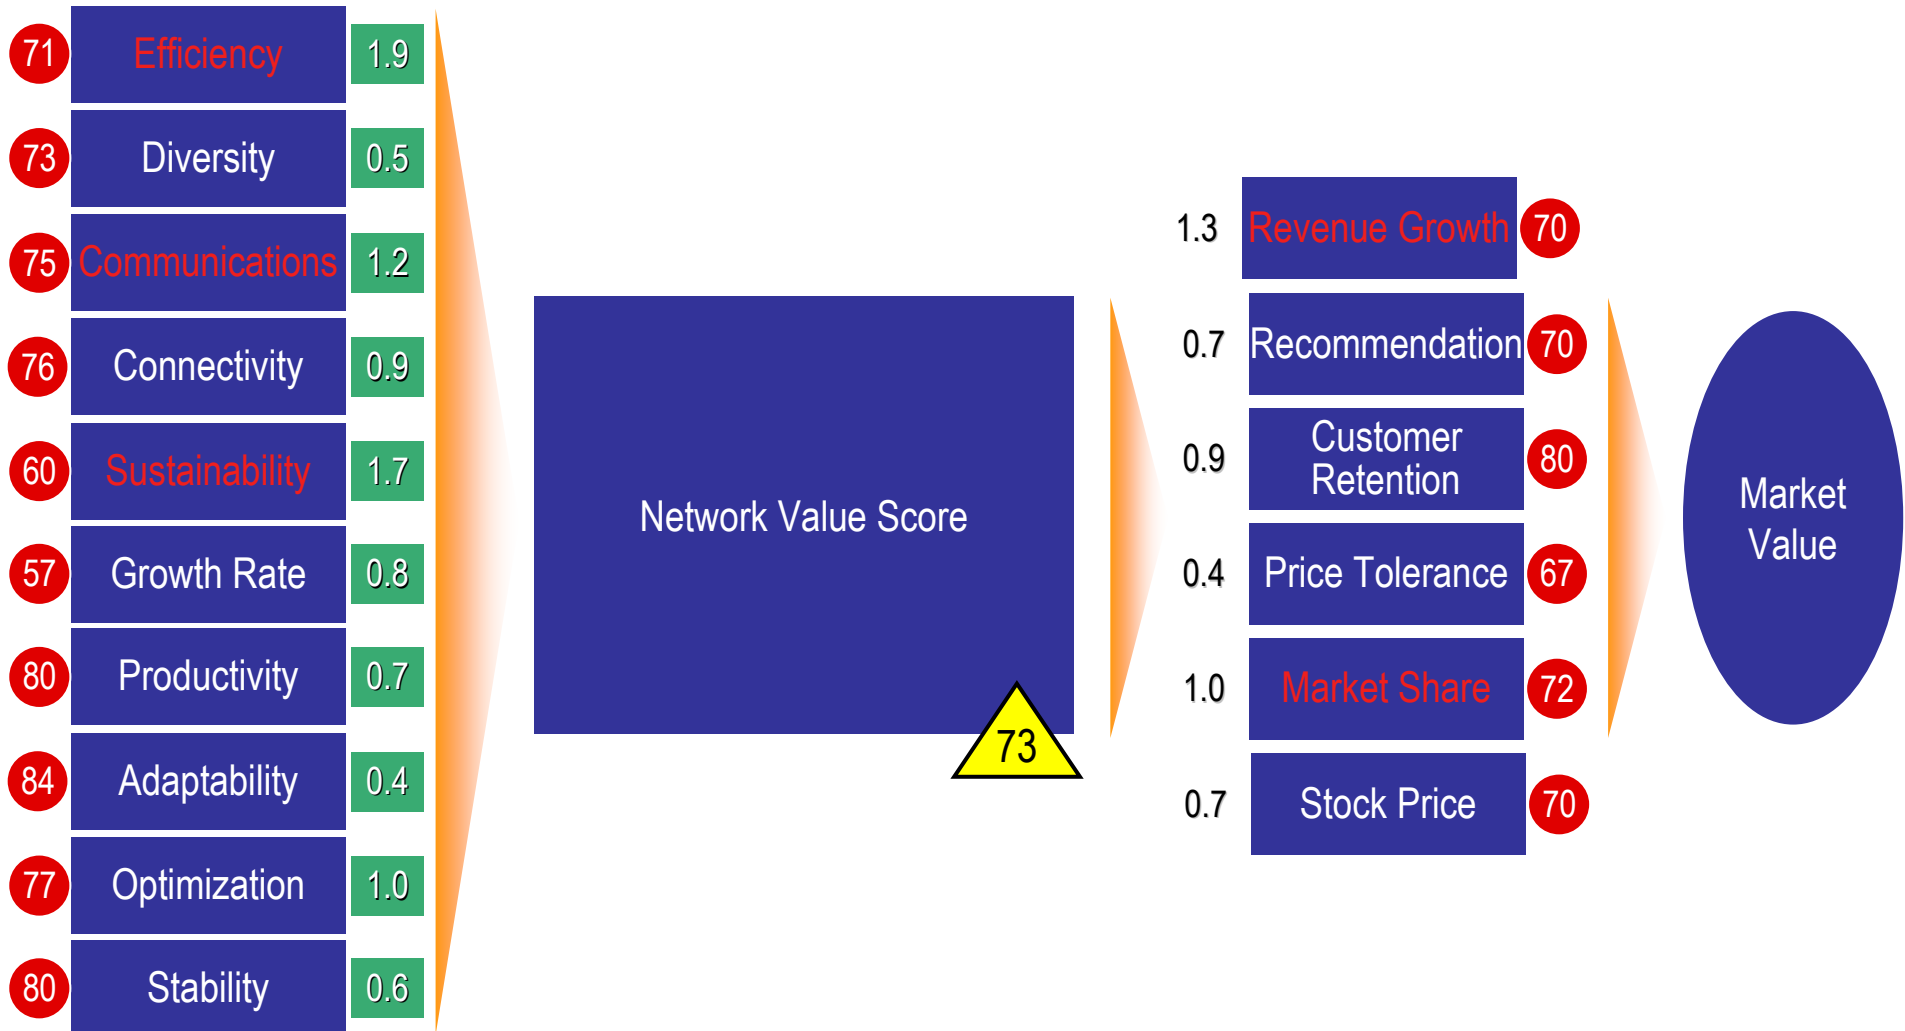 71 Efficiency 1.9
73 Diversity 0.5
75 Communications 1.2
76 Connectivity 0.9
60 Sustainability 1.7
57 Growth Rate 0.8
80 Productivity 0.7
84 Adaptability 0.4
77 Optimization 1.0
80 Stability 0.6
Network Value Score
73
1.3 Revenue Growth 70
0.7 Recommendation 70
0.9 Customer
Retention 80
0.4 Price Tolerance 67
1.0 Market Share 72
0.7 Stock Price 70
Market
Value